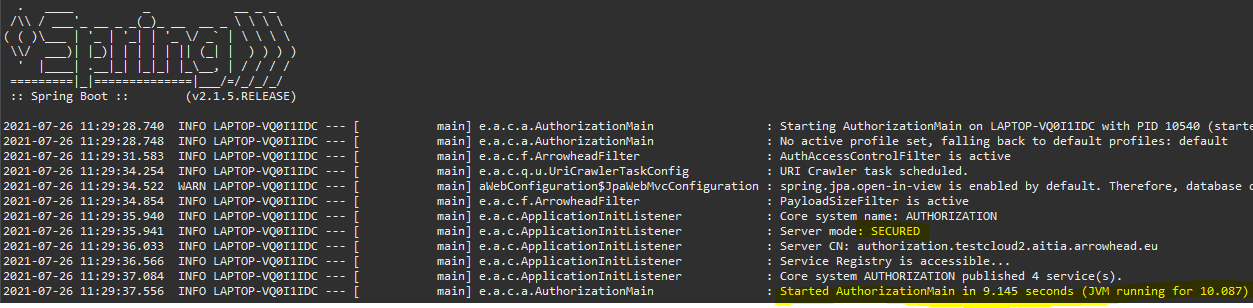 .   ____          _            __ _ _
 /\\ / ___'_ __ _ _(_)_ __  __ _ \ \ \ \
( ( )\___ | '_ | '_| | '_ \/ _` | \ \ \ \
 \\/  ___)| |_)| | | | | || (_| |  ) ) ) )
  '  |____| .__|_| |_|_| |_\__, | / / / /
 =========|_|==============|___/=/_/_/_/
 :: Spring Boot ::        (v2.1.5.RELEASE)
2021-07-26 11:29:28.740  INFO LAPTOP-VQ0I1IDC --- [           main] e.a.c.a.AuthorizationMain                : Starting AuthorizationMain on LAPTOP-VQ0I1IDC with PID 10540 (starte
2021-07-26 11:29:28.748  INFO LAPTOP-VQ0I1IDC --- [           main] e.a.c.a.AuthorizationMain                : No active profile set, falling back to default profiles: default
2021-07-26 11:29:31.583  INFO LAPTOP-VQ0I1IDC --- [           main] e.a.c.f.ArrowheadFilter                  : AuthAccessControlFilter is active
2021-07-26 11:29:34.254  INFO LAPTOP-VQ0I1IDC --- [           main] e.a.c.q.u.UriCrawlerTaskConfig           : URI Crawler task scheduled.
2021-07-26 11:29:34.522  WARN LAPTOP-VQ0I1IDC --- [           main] aWebConfiguration$JpaWebMvcConfiguration : spring.jpa.open-in-view is enabled by default. Therefore, database
2021-07-26 11:29:34.854  INFO LAPTOP-VQ0I1IDC --- [           main] e.a.c.f.ArrowheadFilter                  : PayloadSizeFilter is active
2021-07-26 11:29:35.940  INFO LAPTOP-VQ0I1IDC --- [           main] e.a.c.ApplicationInitListener            : Core system name: AUTHORIZATION
2021-07-26 11:29:35.941  INFO LAPTOP-VQ0I1IDC --- [           main] e.a.c.ApplicationInitListener            : Server mode: SECURED
2021-07-26 11:29:36.033  INFO LAPTOP-VQ0I1IDC --- [           main] e.a.c.ApplicationInitListener            : Server CN: authorization.testcloud2.aitia.arrowhead.eu
2021-07-26 11:29:36.566  INFO LAPTOP-VQ0I1IDC --- [           main] e.a.c.ApplicationInitListener            : Service Registry is accessible...
2021-07-26 11:29:37.084  INFO LAPTOP-VQ0I1IDC --- [           main] e.a.c.ApplicationInitListener            : Core system AUTHORIZATION published 4 service(s).
2021-07-26 11:29:37.556  INFO LAPTOP-VQ0I1IDC --- [           main] e.a.c.a.AuthorizationMain                : Started AuthorizationMain in 9.145 seconds (JVM running for 10.087)